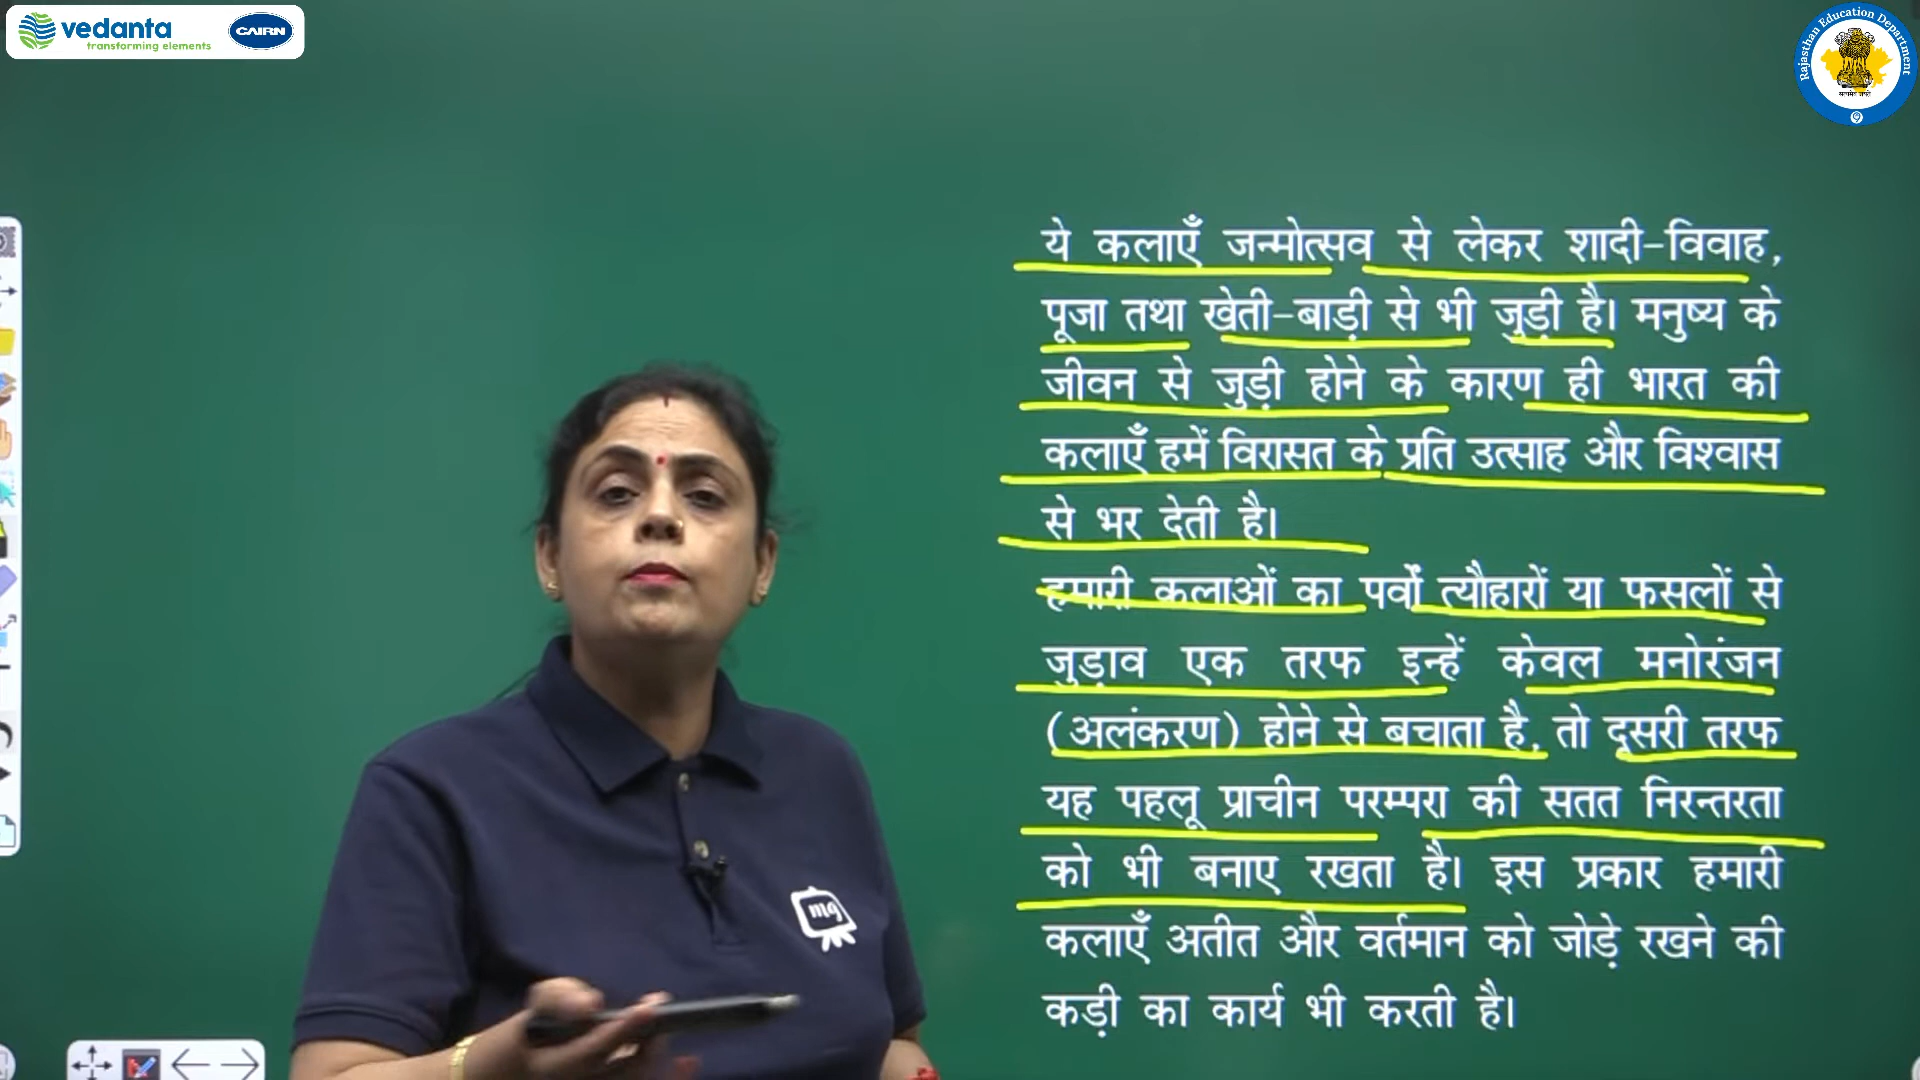 vedanta
transforming elements
CAIRN
Rajasthan Education Department
ये कलाएँ जन्मोत्सव से लेकर शादी-विवाह,
पूजा तथा खेती-बाड़ी से भी जुड़ी है। मनुष्य के
जीवन से जुड़ी होने के कारण ही भारत की
कलाएँ हमें विरासत के प्रति उत्साह और विश्वास
से भर देती है।
हमारी कलाओं का पर्वों त्यौहारों या फसलों से
जुड़ाव एक तरफ इन्हें केवल मनोरंजन
(अलंकरण) होने से बचाता है, तो दूसरी तरफ
यह पहलू प्राचीन परम्परा की सतत निरन्तरता
को भी बनाए रखता है। इस प्रकार हमारी
कलाएँ अतीत और वर्तमान को जोड़े रखने की
कड़ी का कार्य भी करती है।
mg